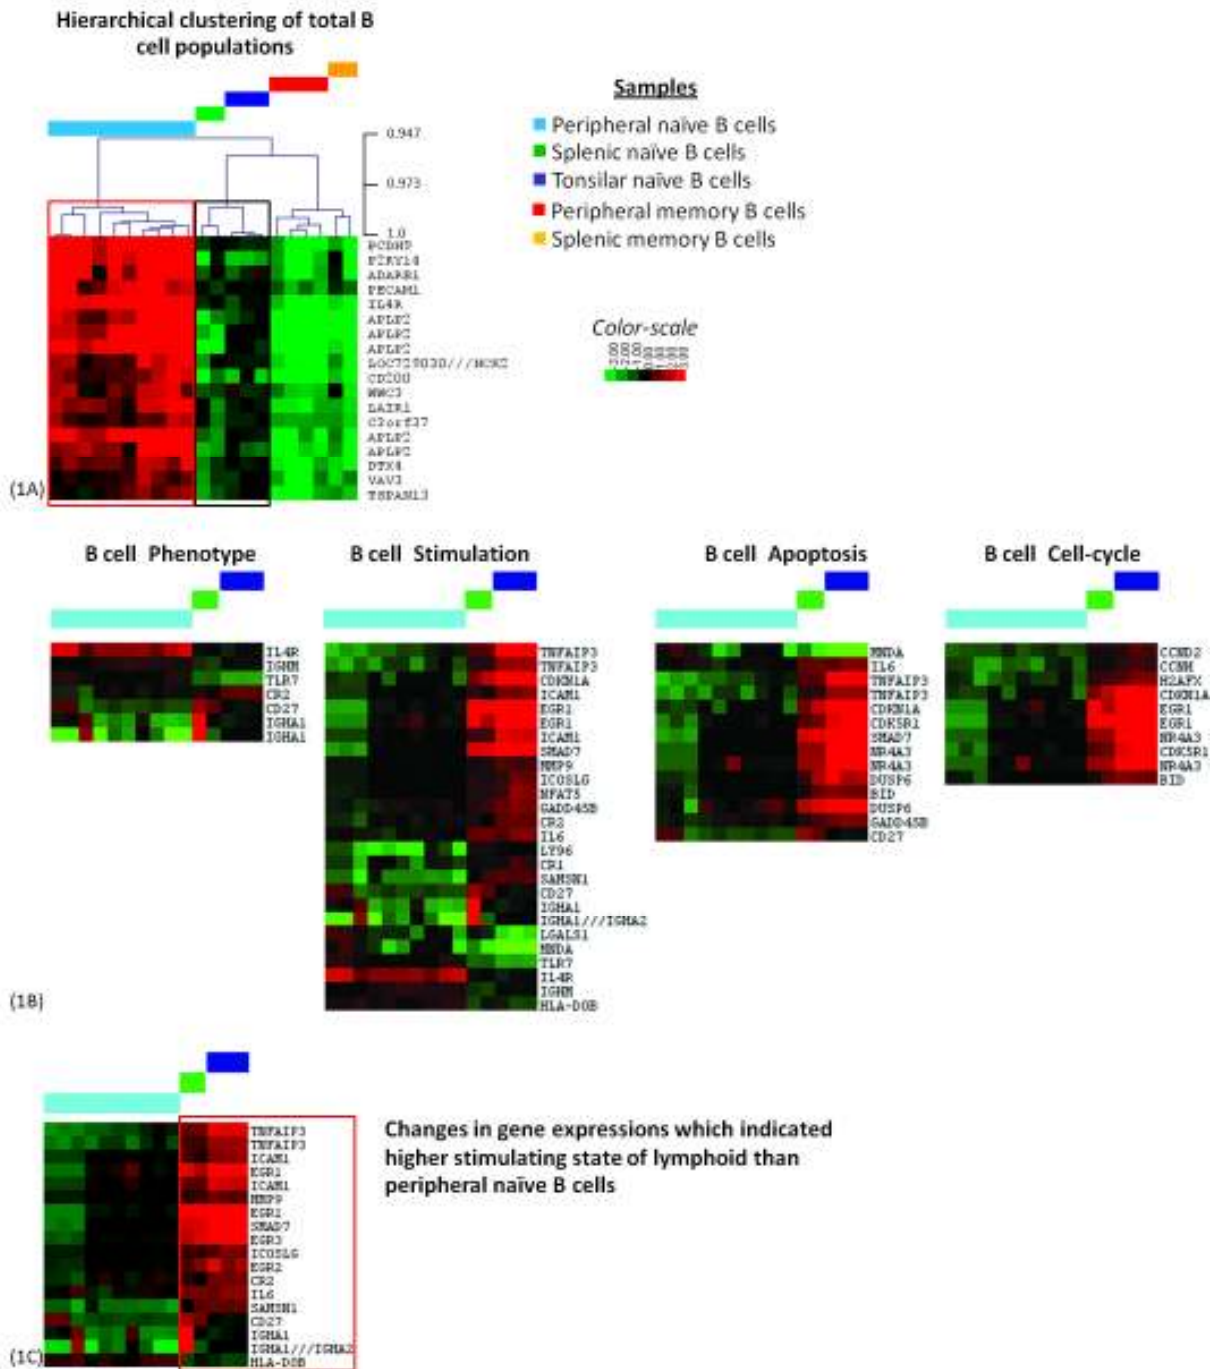 Hierarchical clustering of total B
cell populations
Samples
Peripheral naïve B cells
Splenic naïve B cells
Tonsilar naïve B cells
Peripheral memory B cells
Splenic memory B cells
0.947
0.973
1.0
PCDH9
P2RY14
ADARB1
PECAM1
IL4R
APLP2
APLP2
APLP2
CD200
WWC3
LAIR1
C3orf37
APLP2
APLP2
DTX4
VAV3
TSPAN13
Color-scale
(1A)
B cell Phenotype
IL4R
IGHM
TLR7
CR2
CD27
IGHA1
IGHA1
B cell Stimulation
TNFAIP3
TNFAIP3
CDKN1A
ICAM1
EGR1
EGR1
ICAM1
SMAD7
MMP9
ICOSLG
NFAT5
GADD45B
CR2
IL6
LY96
CR1
SAMSN1
CD27
IGHA1
IGHA1///IGHA2
LGALS1
MNDA
TLR7
IL4R
IGHM
HLA-DOB
B cell Apoptosis
MNDA
IL6
TNFAIP3
TNFAIP3
CDKN1A
CDK5R1
SMAD7
NR4A3
NR4A3
DUSP6
BID
DUSP6
GADD45B
CD27
B cell Cell-cycle
CCND2
CCNH
H2AFX
CDKN1A
EGR1
EGR1
NR4A3
CDK5R1
NR4A3
BID
(1B)
TNFAIP3
TNFAIP3
ICAM1
EGR1
ICAM1
MMP9
EGR1
SMAD7
EGR3
ICOSLG
EGR2
CR2
IL6
SAMSN1
CD27
IGHA1
IGHA1///IGHA2
HLA-DOB
Changes in gene expressions which indicated
higher stimulating state of lymphoid than
peripheral naïve B cells
(1C)